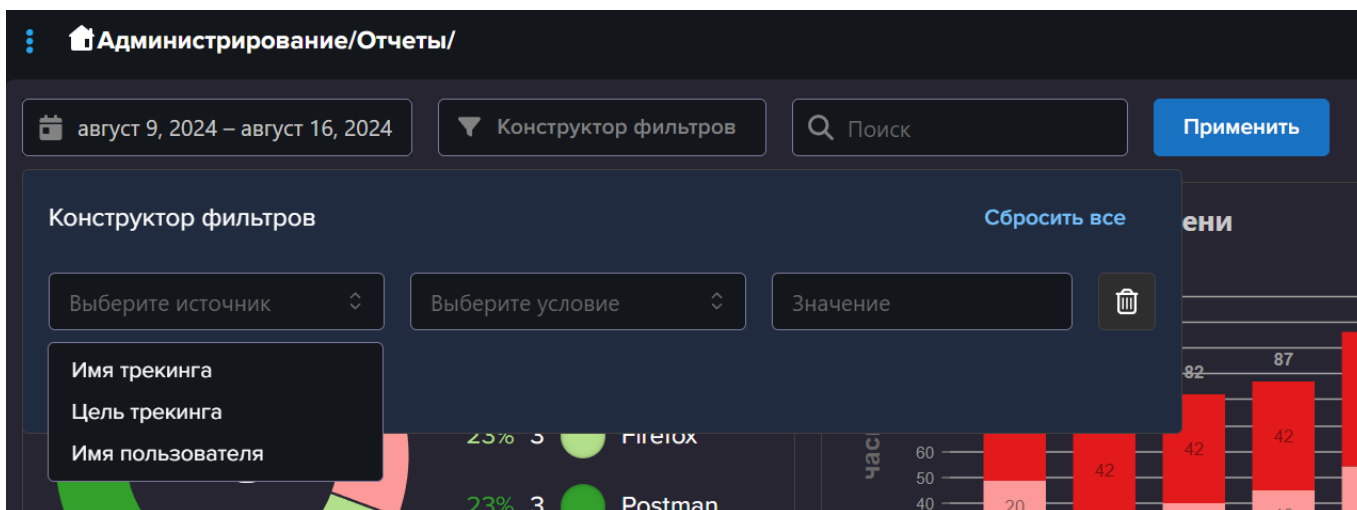 Администрирование/Отчеты/
август 9, 2024 – август 16, 2024
Конструктор фильтров
Поиск
Применить
Конструктор фильтров
Сбросить все
ени
Выберите источник
Выберите условие
Значение
Имя трекинга
Цель трекинга
Имя пользователя
23% 3 Firefox
23% 3 Postman
82
87
60
50
40
20
42
42
42